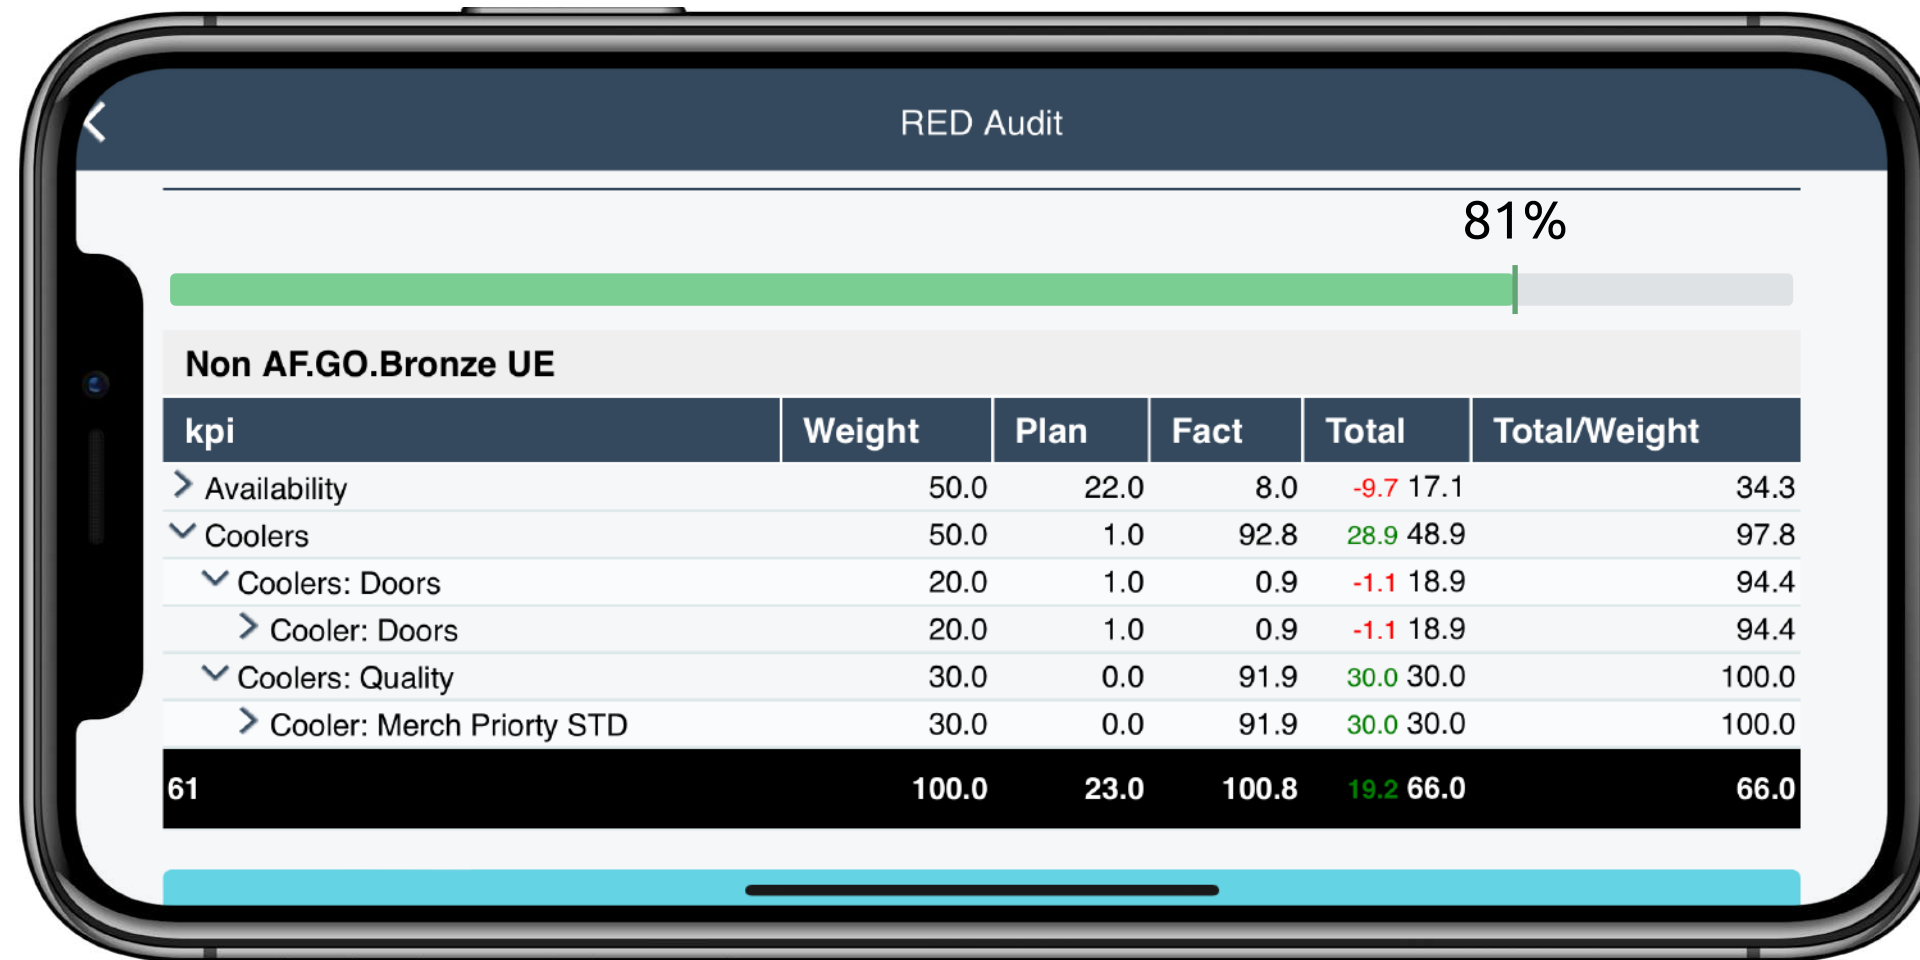 RED Audit
81%
Non AF.GO.Bronze UE
kpi Weight Plan Fact Total Total/Weight
Availability 50.0 22.0 8.0 -9.7 17.1 34.3
Coolers 50.0 1.0 92.8 28.9 48.9 97.8
Coolers: Doors 20.0 1.0 0.9 -1.1 18.9 94.4
Cooler: Doors 20.0 1.0 0.9 -1.1 18.9 94.4
Coolers: Quality 30.0 0.0 91.9 30.0 30.0 100.0
Cooler: Merch Priorty STD 30.0 0.0 91.9 30.0 30.0 100.0
61 100.0 23.0 100.8 19.2 66.0 66.0